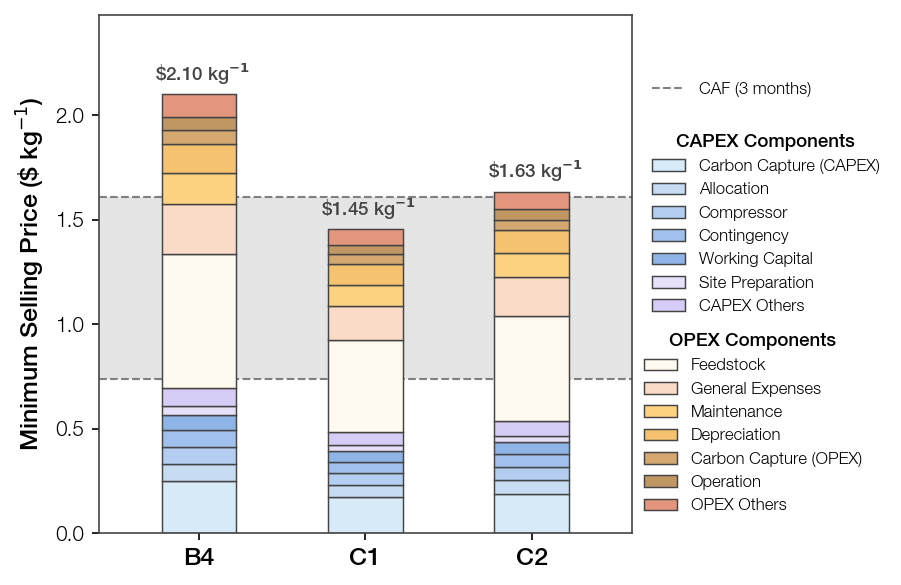 Minimum Selling Price ($ kg⁻¹)
2.0
1.5
1.0
0.5
0.0
$2.10 kg⁻¹
$1.45 kg⁻¹
$1.63 kg⁻¹
B4
C1
C2
CAF (3 months)
CAPEX Components
Carbon Capture (CAPEX)
Allocation
Compressor
Contingency
Working Capital
Site Preparation
CAPEX Others
OPEX Components
Feedstock
General Expenses
Maintenance
Depreciation
Carbon Capture (OPEX)
Operation
OPEX Others